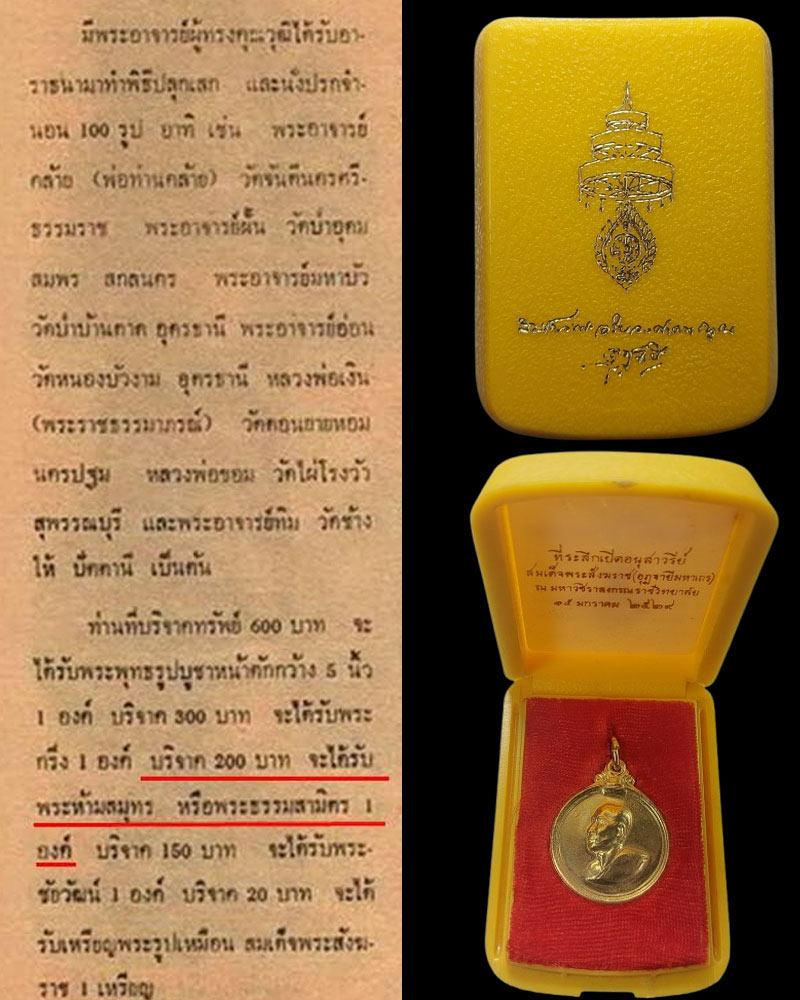 มีพระอาจารย์ผู้ทรงคุณวุฒิได้รับอา-
ราธนามาทำพิธีปลุกเสก และนั่งปรกจำ-
นวน 100 รูป อาทิ เช่น พระอาจารย์
คล้าย (พ่อท่านคล้าย) วัดจันดีนครศรี-
ธรรมราช พระอาจารย์ฝั้น วัดป่าอุดม
สมพร สกลนคร พระอาจารย์มหาบัว
วัดป่าบ้านตาด อุดรธานี พระอาจารย์อ่อน
วัดหนองบัวงาม อุดรธานี หลวงพ่อเงิน
(พระราชธรรมาภรณ์) วัดดอนยายหอม
นครปฐม หลวงพ่อขอม วัดไผ่โรงวัว
สุพรรณบุรี และพระอาจารย์ทิม วัดช้าง
ให้ ปัตตานี เป็นต้น
ท่านที่บริจาคทรัพย์ 600 บาท จะ
ได้รับพระพุทธรูปบูชาหน้าตักกว้าง 5 นิ้ว
1 องค์ บริจาค 300 บาท จะได้รับพระ
กริ่ง 1 องค์ บริจาค 200 บาท จะได้รับ
พระห้ามสมุทร หรือพระธรรมสามิตร 1
องค์ บริจาค 150 บาท จะได้รับพระ-
ชัยวัฒน์ 1 องค์ บริจาค 20 บาท จะได้
รับเหรียญพระรูปเหมือน สมเด็จพระสังฆ-
ราช 1 เหรียญ
ที่ระลึกเปิดอนุสาวรีย์
สมเด็จพระสังฆราช(อุฏฐายีมหาเถร)
ณ มหาวชิราลงกรณราชวิทยาลัย
๑๕ มกราคม ๒๕๒๙